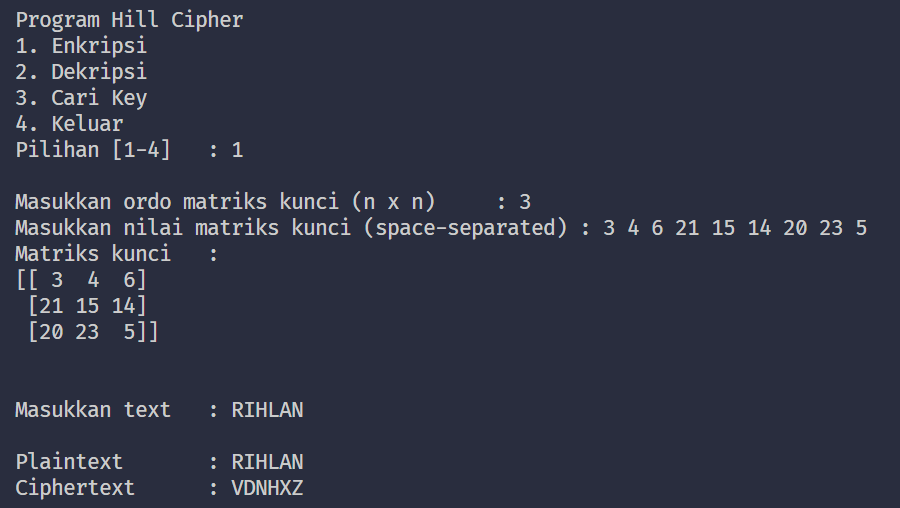 Program Hill Cipher
1. Enkripsi
2. Dekripsi
3. Cari Key
4. Keluar
Pilihan [1-4]   : 1
Masukkan ordo matriks kunci (n x n)     : 3
Masukkan nilai matriks kunci (space-separated) : 3 4 6 21 15 14 20 23 5
Matriks kunci   :
[[ 3  4  6]
 [21 15 14]
 [20 23  5]]
Masukkan text   : RIHLAN
Plaintext       : RIHLAN
Ciphertext      : VDNHXZ